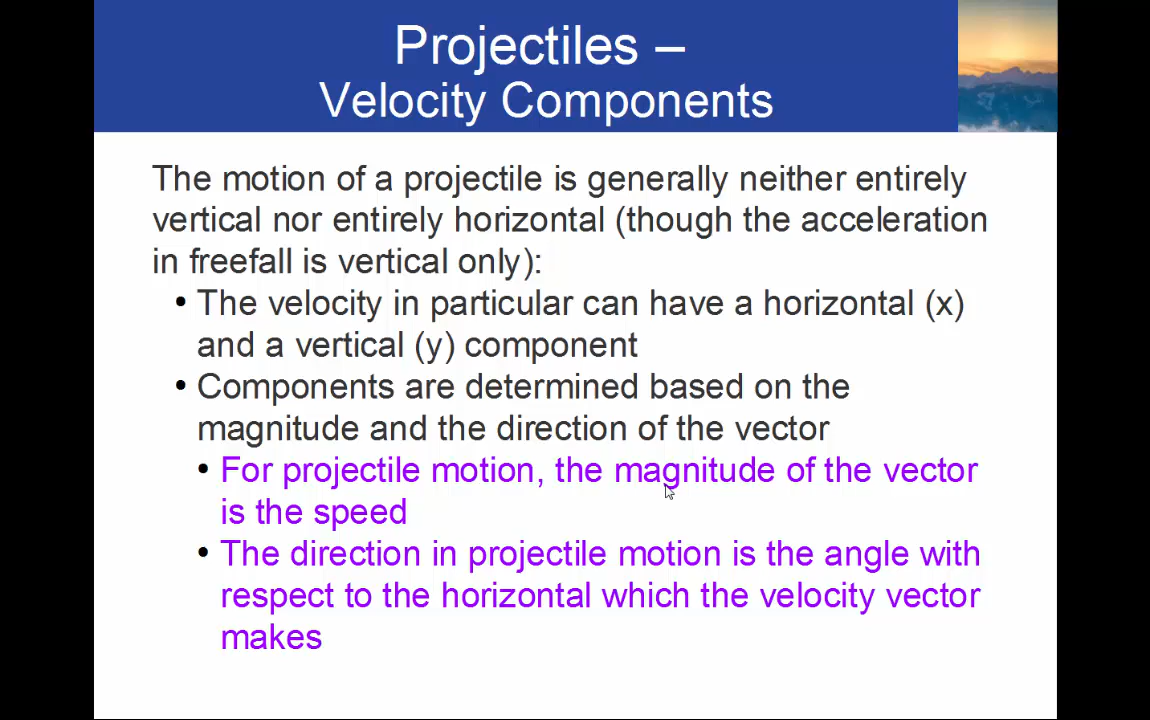 Projectiles –
Velocity Components
The motion of a projectile is generally neither entirely
vertical nor entirely horizontal (though the acceleration
in freefall is vertical only):
• The velocity in particular can have a horizontal (x)
and a vertical (y) component
• Components are determined based on the
magnitude and the direction of the vector
• For projectile motion, the magnitude of the vector
is the speed
• The direction in projectile motion is the angle with
respect to the horizontal which the velocity vector
makes